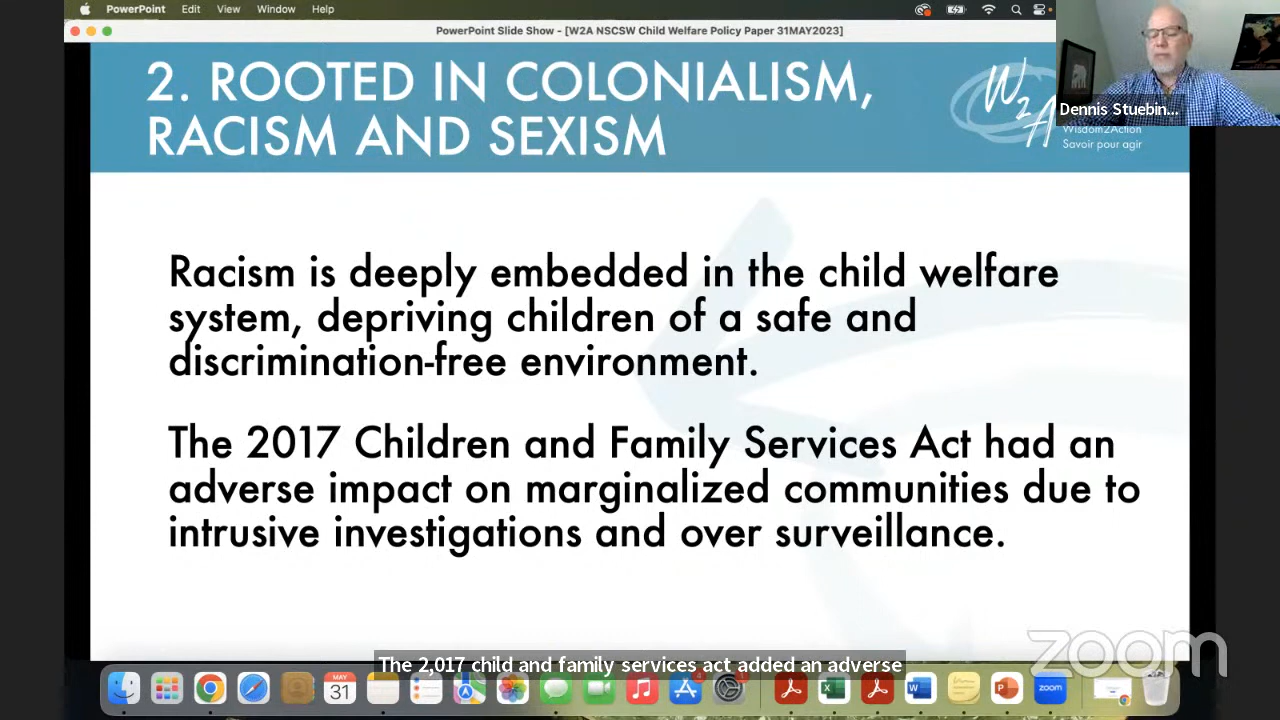 PowerPoint Edit View Window Help
PowerPoint Slide Show - [W2A NSCSW Child Welfare Policy Paper 31MAY2023]
2. ROOTED IN COLONIALISM,
RACISM AND SEXISM
W2A
Wisdom2Action
Savoir pour agir
Dennis Stuebin...
Racism is deeply embedded in the child welfare
system, depriving children of a safe and
discrimination-free environment.
The 2017 Children and Family Services Act had an
adverse impact on marginalized communities due to
intrusive investigations and over surveillance.
zoom
The 2,017 child and family services act added an adverse
MAY
31
zoom